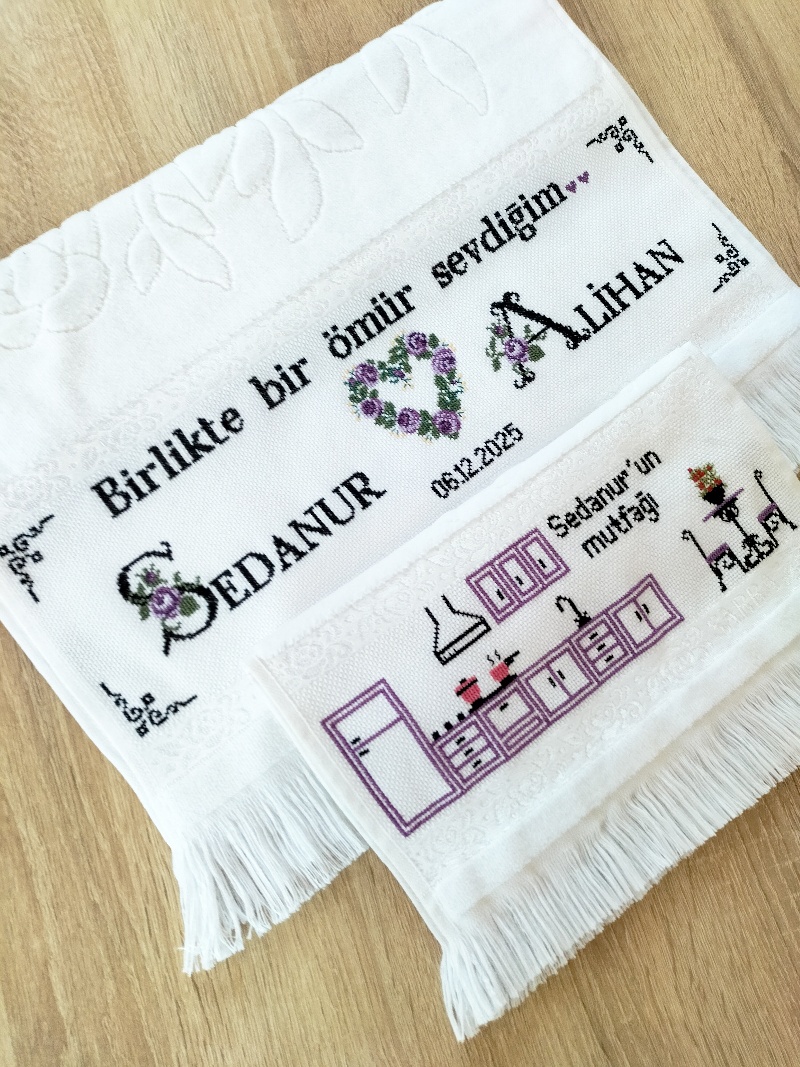 Birlikte bir ömür sevdiğim
SEDANUR ALİHAN
06.12.2025
Sedanur'un
mutfağı